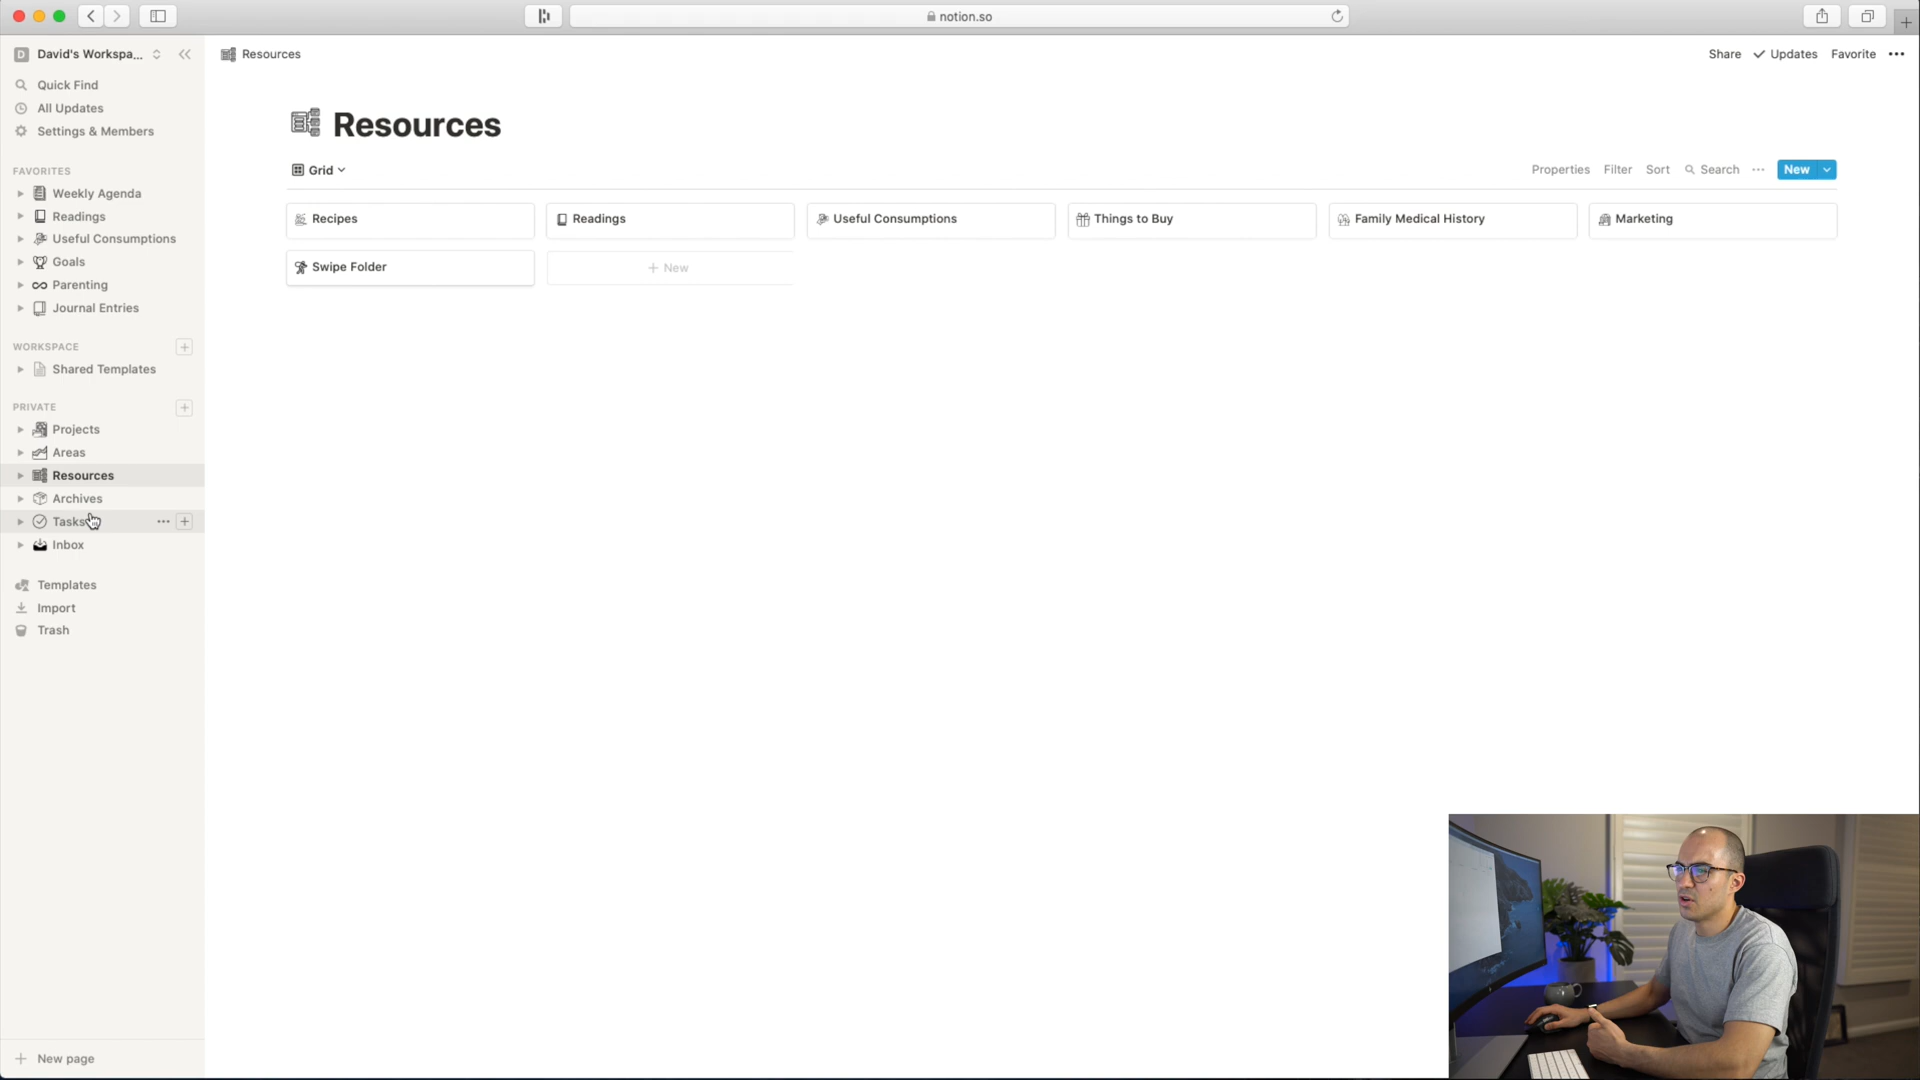 notion.so
D David's Workspa...
Quick Find
All Updates
Settings & Members
FAVORITES
Weekly Agenda
Readings
Useful Consumptions
Goals
Parenting
Journal Entries
WORKSPACE
Shared Templates
PRIVATE
Projects
Areas
Resources
Archives
Tasks
Inbox
Templates
Import
Trash
New page
Resources
Share Updates Favorite
Resources
Grid
Properties Filter Sort Search New
Recipes Readings Useful Consumptions Things to Buy Family Medical History Marketing
Swipe Folder + New